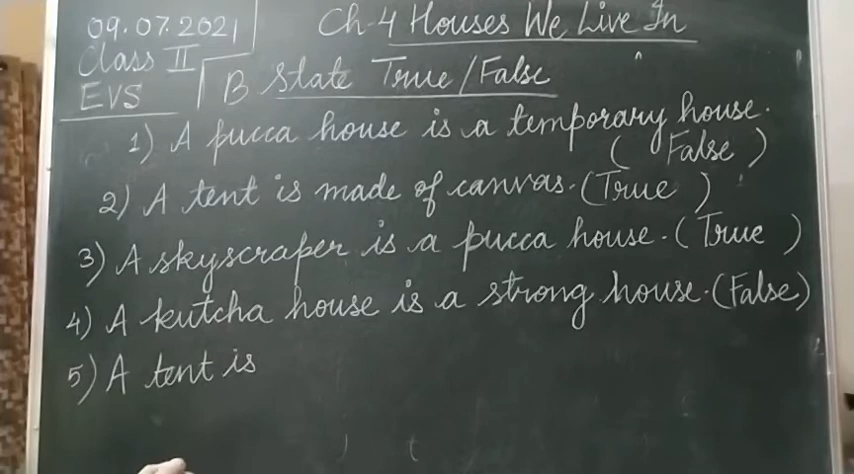 09.07.2021
Ch-4 Houses We Live In
Class II
EVS
B State True/False
1) A pucca house is a temporary house.
( False )
2) A tent is made of canvas. (True )
3) A skyscraper is a pucca house. (True )
4) A kutcha house is a strong house. (False)
5) A tent is